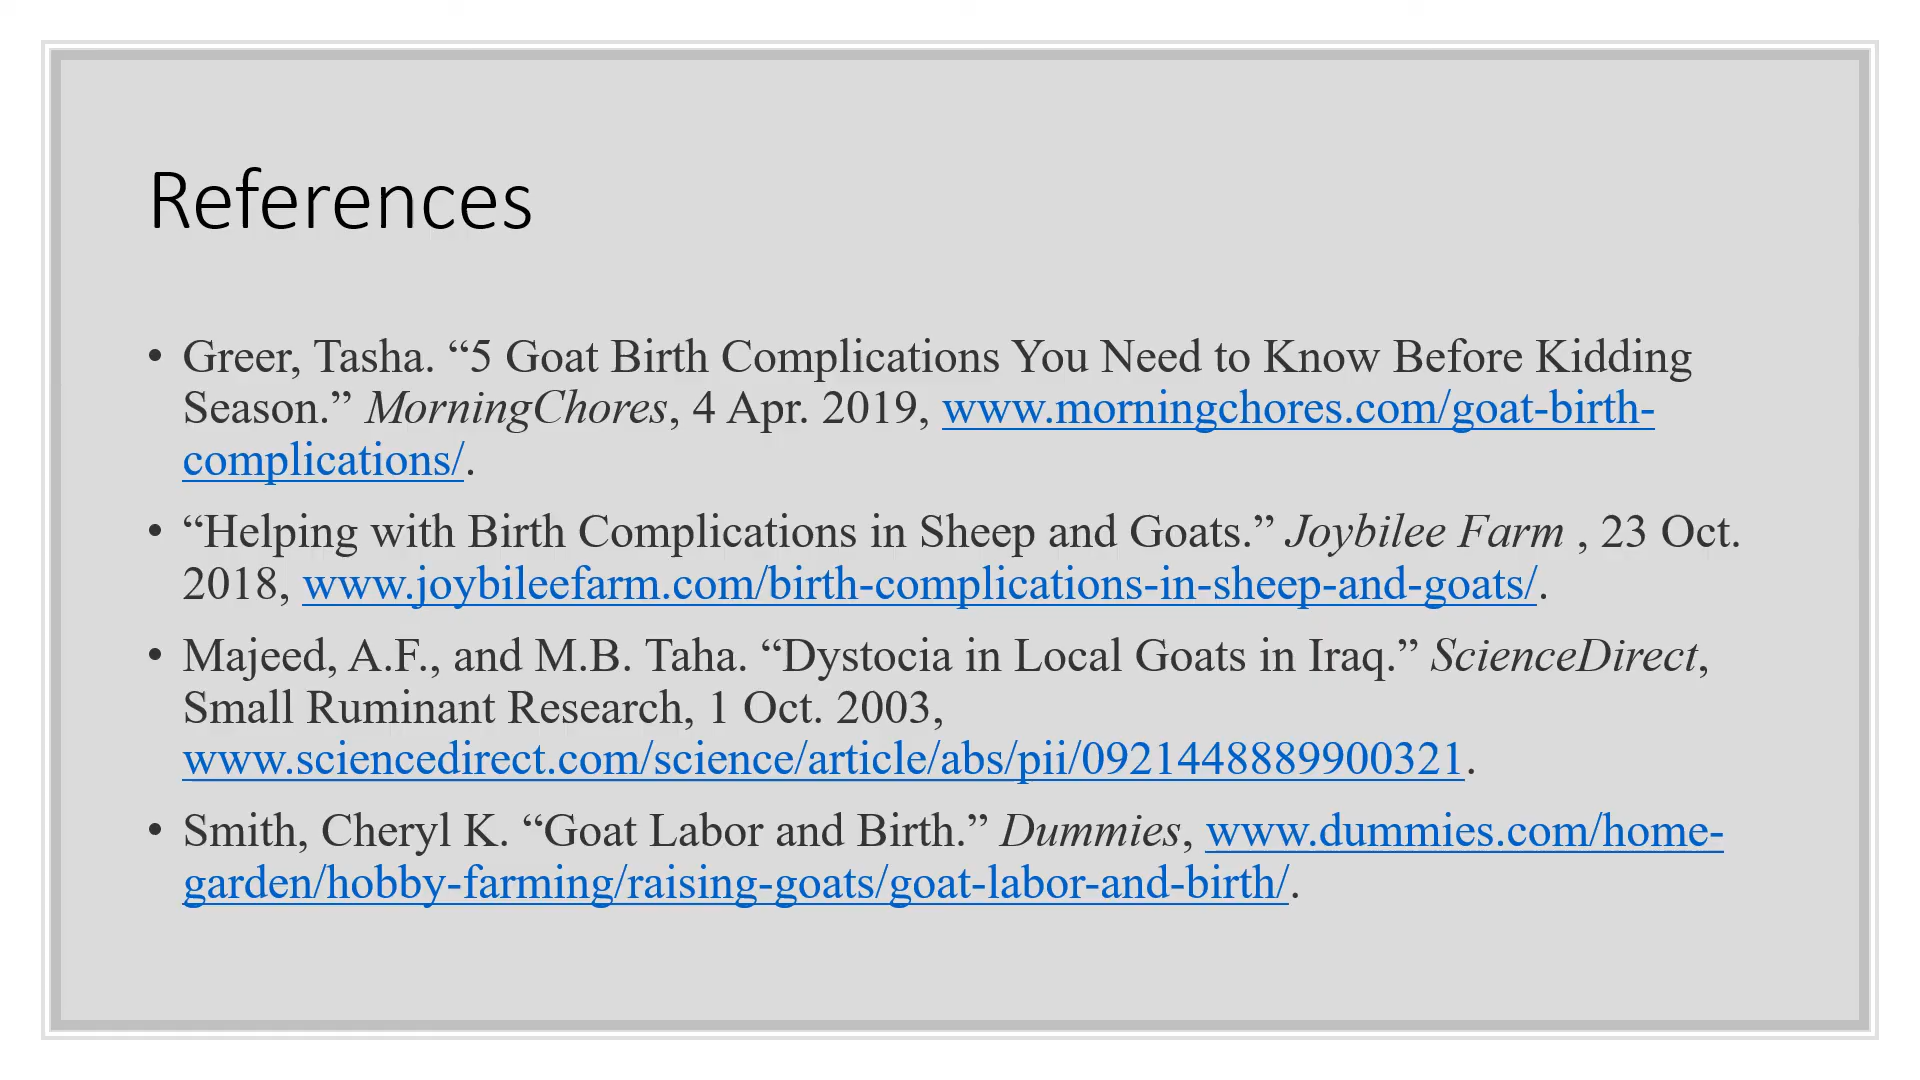 References
• Greer, Tasha. “5 Goat Birth Complications You Need to Know Before Kidding
Season.” MorningChores, 4 Apr. 2019, www.morningchores.com/goat-birth-
complications/.
• “Helping with Birth Complications in Sheep and Goats.” Joybilee Farm , 23 Oct.
2018, www.joybileefarm.com/birth-complications-in-sheep-and-goats/.
• Majeed, A.F., and M.B. Taha. “Dystocia in Local Goats in Iraq.” ScienceDirect,
Small Ruminant Research, 1 Oct. 2003,
www.sciencedirect.com/science/article/abs/pii/0921448889900321.
• Smith, Cheryl K. “Goat Labor and Birth.” Dummies, www.dummies.com/home-
garden/hobby-farming/raising-goats/goat-labor-and-birth/.